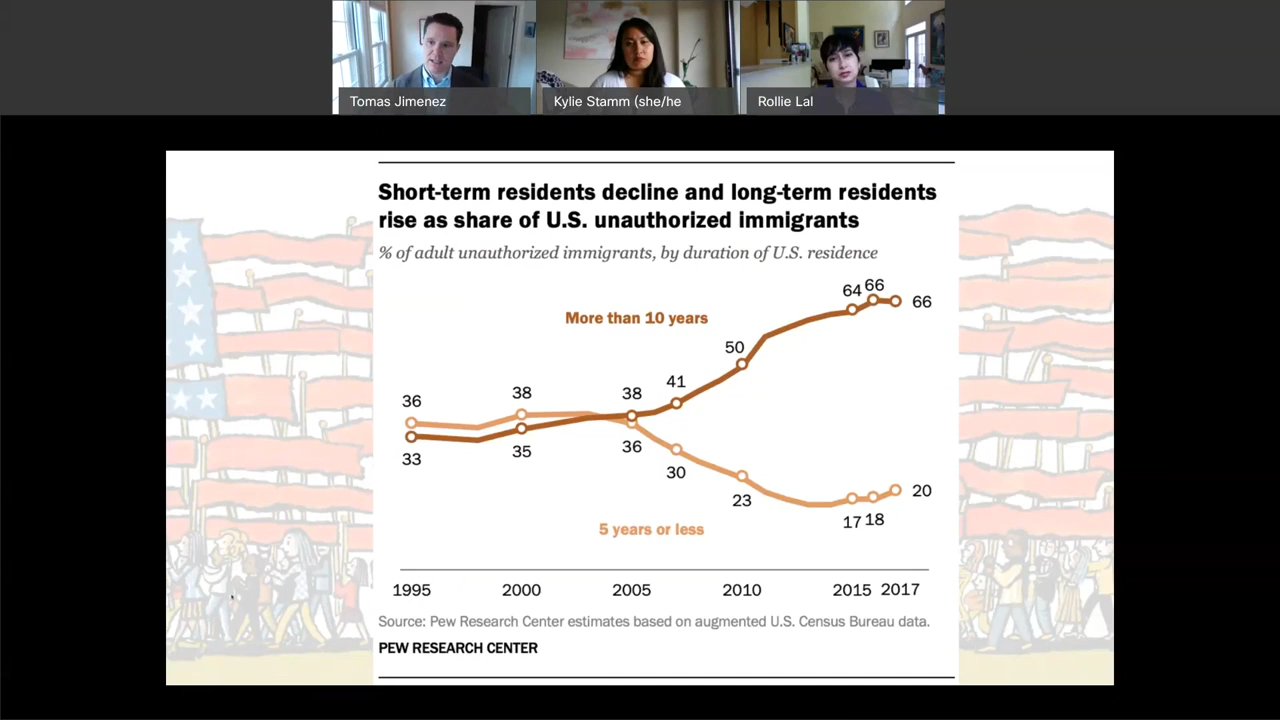 Tomas Jimenez
Kylie Stamm (she/he
Rollie Lal
Short-term residents decline and long-term residents
rise as share of U.S. unauthorized immigrants
% of adult unauthorized immigrants, by duration of U.S. residence
64 66
66
More than 10 years
50
41
36 38 38
33 35 36
30
23
17 18
20
5 years or less
1995 2000 2005 2010 2015 2017
Source: Pew Research Center estimates based on augmented U.S. Census Bureau data.
PEW RESEARCH CENTER